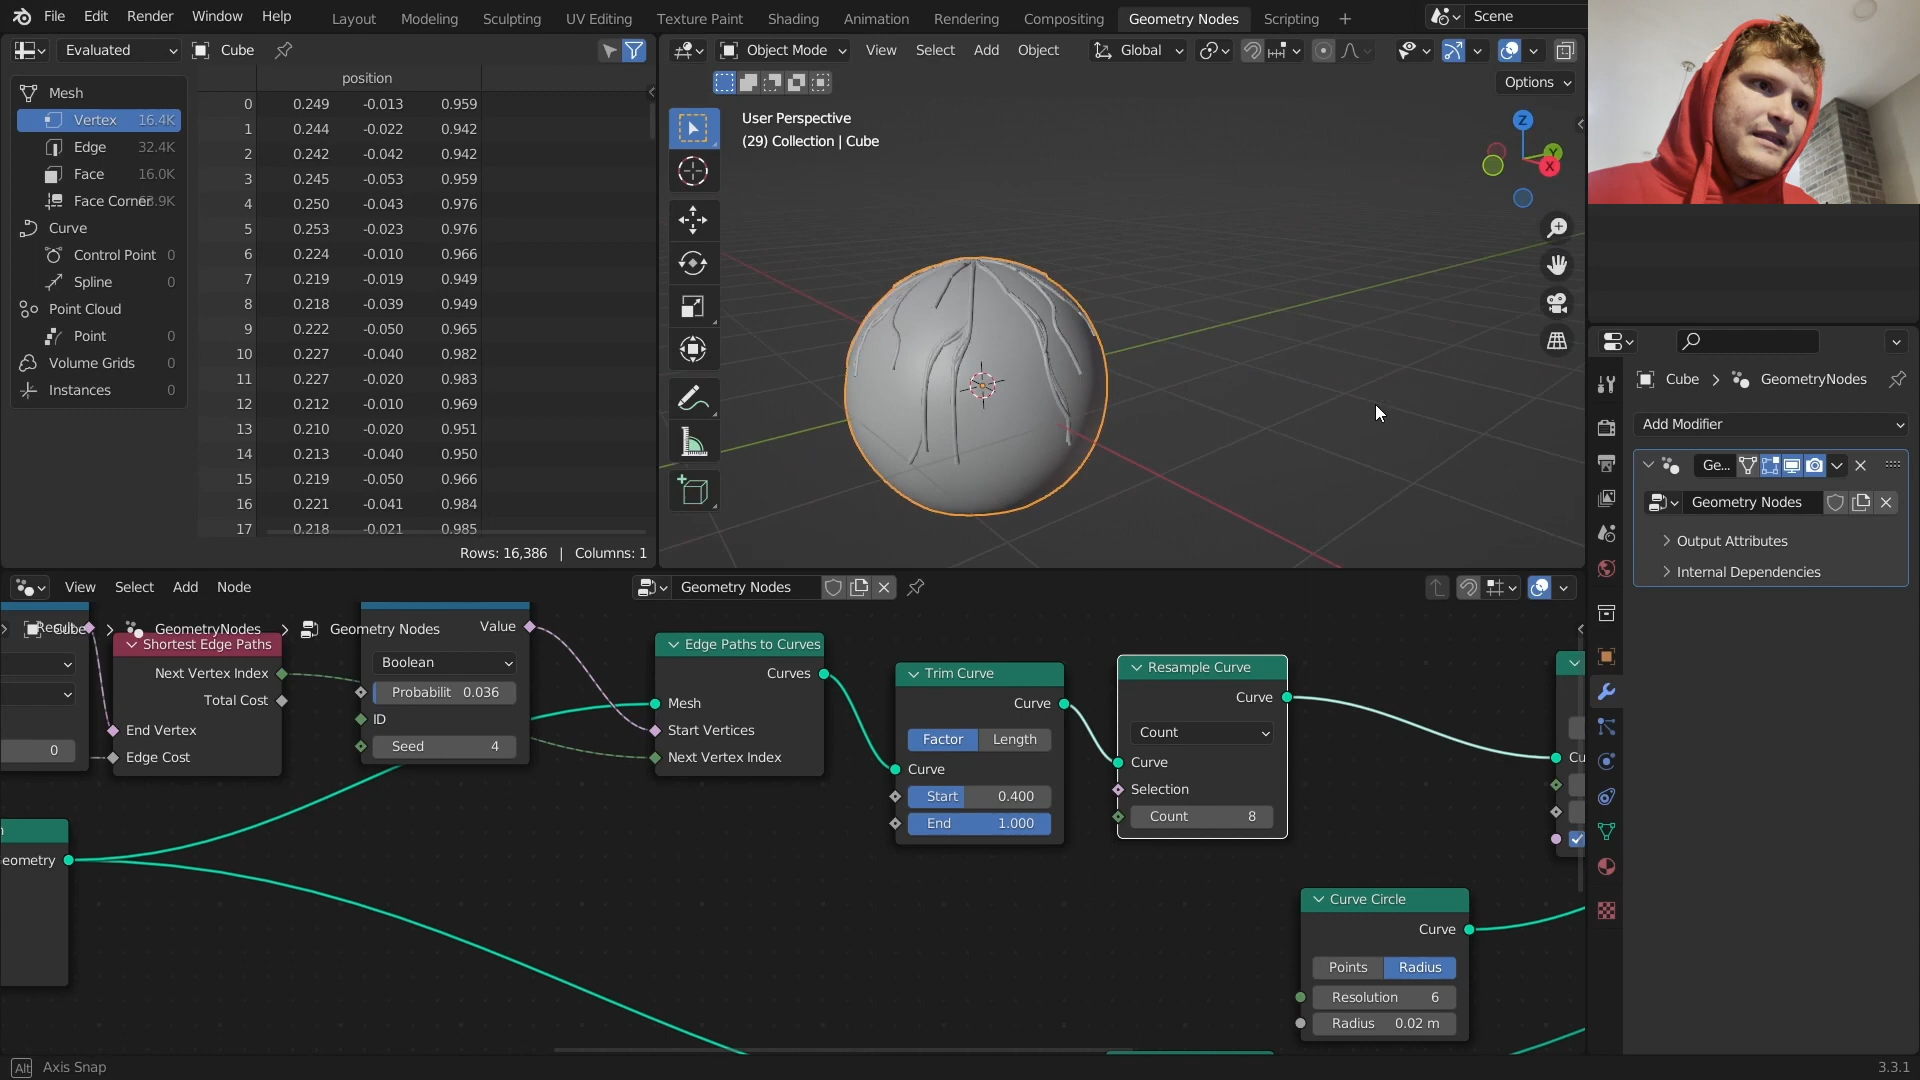 File Edit Render Window Help
Layout Modeling Sculpting UV Editing Texture Paint Shading Animation Rendering Compositing Geometry Nodes Scripting
Scene
Evaluated Cube
Object Mode View Select Add Object Global
Options
position
Mesh
Vertex 16.4K
Edge 32.4K
Face 16.0K
Face Corner
Curve
Control Point 0
Spline 0
Point Cloud
Point 0
Volume Grids 0
Instances 0
0 0.249 -0.013 0.959
1 0.244 -0.022 0.942
2 0.242 -0.042 0.942
3 0.245 -0.053 0.959
4 0.250 -0.043 0.976
5 0.253 -0.023 0.976
6 0.224 -0.010 0.966
7 0.219 -0.019 0.949
8 0.218 -0.039 0.949
9 0.222 -0.050 0.965
10 0.227 -0.040 0.982
11 0.227 -0.020 0.983
12 0.212 -0.010 0.969
13 0.210 -0.020 0.951
14 0.213 -0.040 0.950
15 0.219 -0.050 0.966
16 0.221 -0.041 0.984
17 0.218 -0.021 0.985
Rows: 16,386 | Columns: 1
User Perspective
(29) Collection | Cube
Z
Y
X
Cube > GeometryNodes
Add Modifier
Ge...
Geometry Nodes
Output Attributes
Internal Dependencies
View Select Add Node
Geometry Nodes
Cube > GeometryNodes > Geometry Nodes
Result
0
eometry
Shortest Edge Paths
Next Vertex Index
Total Cost
End Vertex
Edge Cost
Value
Boolean
Probabilit 0.036
ID
Seed 4
Edge Paths to Curves
Curves
Mesh
Start Vertices
Next Vertex Index
Trim Curve
Curve
Factor Length
Curve
Start 0.400
End 1.000
Resample Curve
Curve
Count
Curve
Selection
Count 8
Cu
Curve Circle
Curve
Points Radius
Resolution 6
Radius 0.02 m
Alt Axis Snap
3.3.1